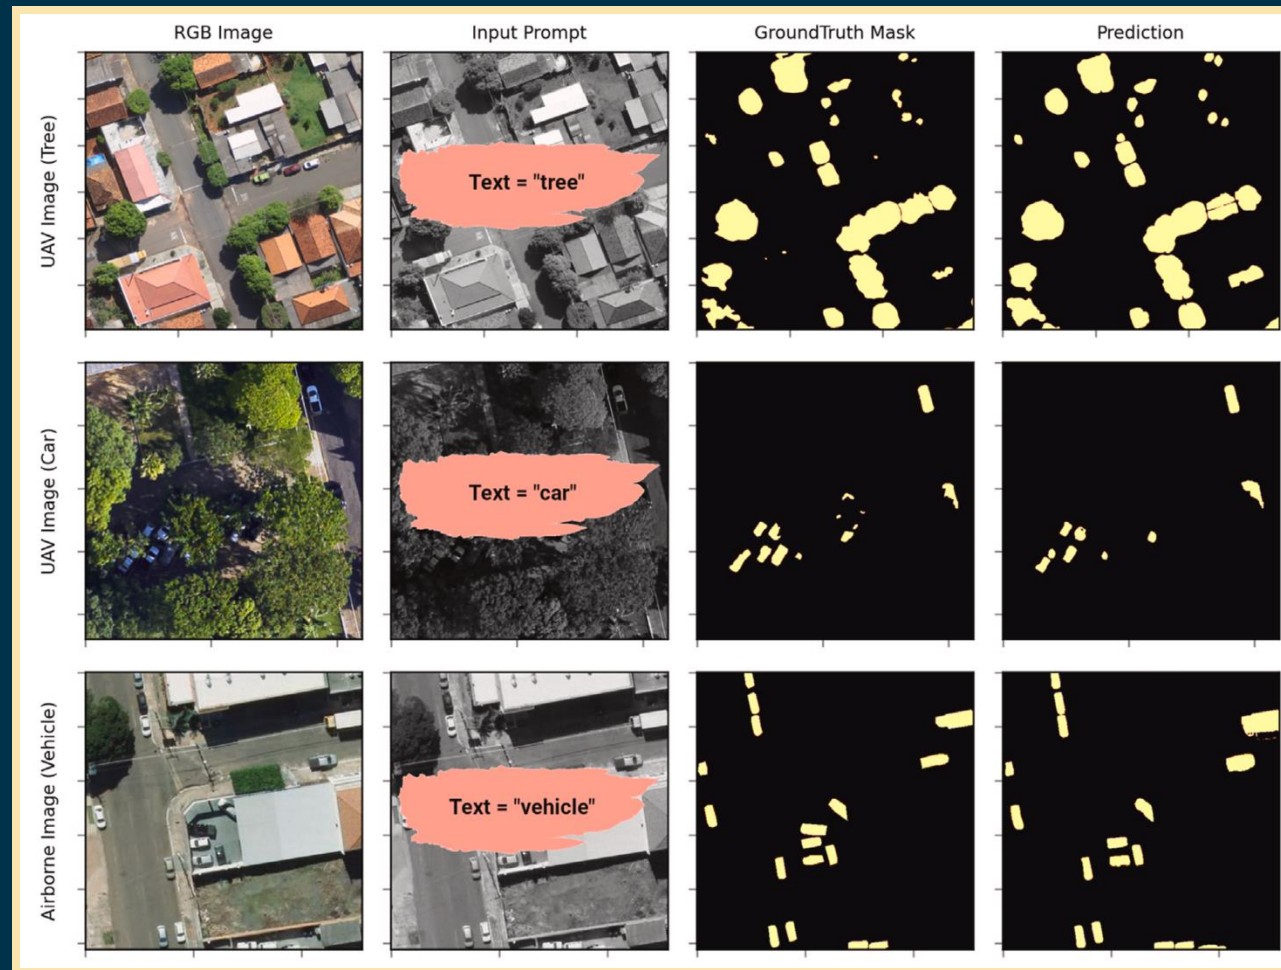 RGB Image
Input Prompt
GroundTruth Mask
Prediction
UAV Image (Tree)
Text = "tree"
UAV Image (Car)
Text = "car"
Airborne Image (Vehicle)
Text = "vehicle"